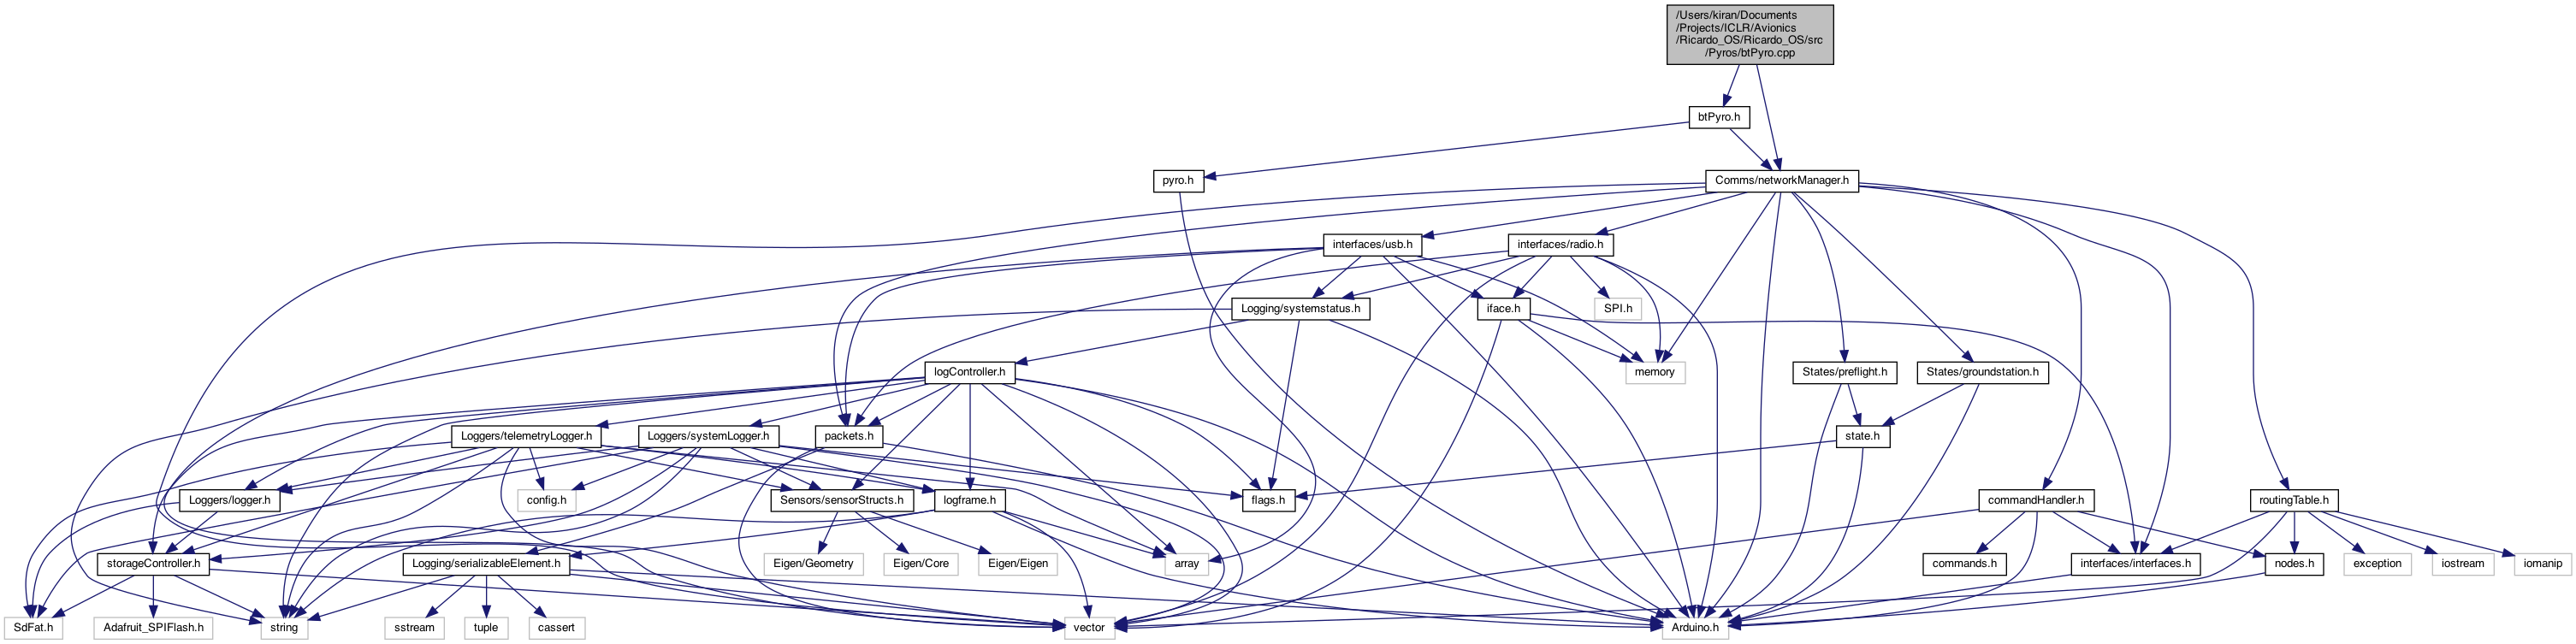 /Users/kiran/Documents
/Projects/ICLR/Avionics
/Ricardo_OS/Ricardo_OS/src
/Pyros/btPyro.cpp
btPyro.h
pyro.h
Comms/networkManager.h
interfaces/usb.h
interfaces/radio.h
Logging/systemstatus.h
iface.h
SPI.h
logController.h
memory
States/preflight.h
States/groundstation.h
Loggers/telemetryLogger.h
Loggers/systemLogger.h
packets.h
state.h
Loggers/logger.h
config.h
Sensors/sensorStructs.h
logframe.h
flags.h
commandHandler.h
routingTable.h
storageController.h
Logging/serializableElement.h
Eigen/Geometry
Eigen/Core
Eigen/Eigen
array
commands.h
interfaces/interfaces.h
nodes.h
exception
iostream
iomanip
SdFat.h
Adafruit_SPIFlash.h
string
sstream
tuple
cassert
vector
Arduino.h